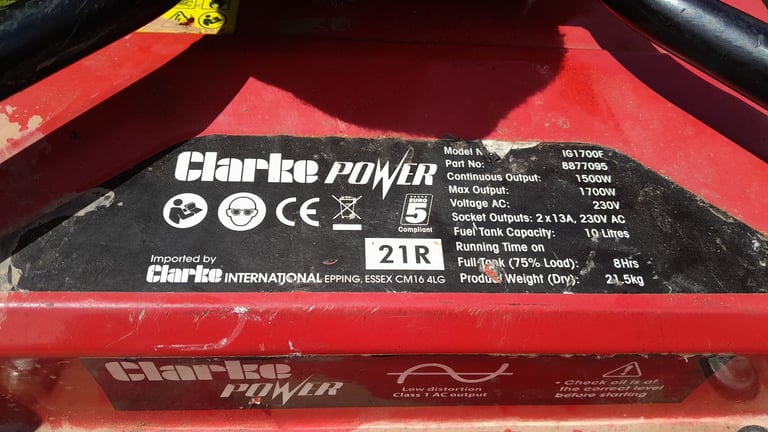 Clarke POWER
Model N
IG1700F
Part No:
8877095
Continuous Output:
1500W
Max Output:
1700W
Voltage AC:
230V
Socket Outputs: 2 x 13A, 230V AC
Fuel Tank Capacity:
10 Litres
Running Time on
Full Tank (75% Load):
8Hrs
Product Weight (Dry):
21.5kg
CE
EURO
5
Compliant
21R
Imported by
Clarke INTERNATIONAL EPPING, ESSEX CM16 4LG
Clarke
POWER
Low distortion
Class 1 AC output
• Check oil is at
the correct level
before starting